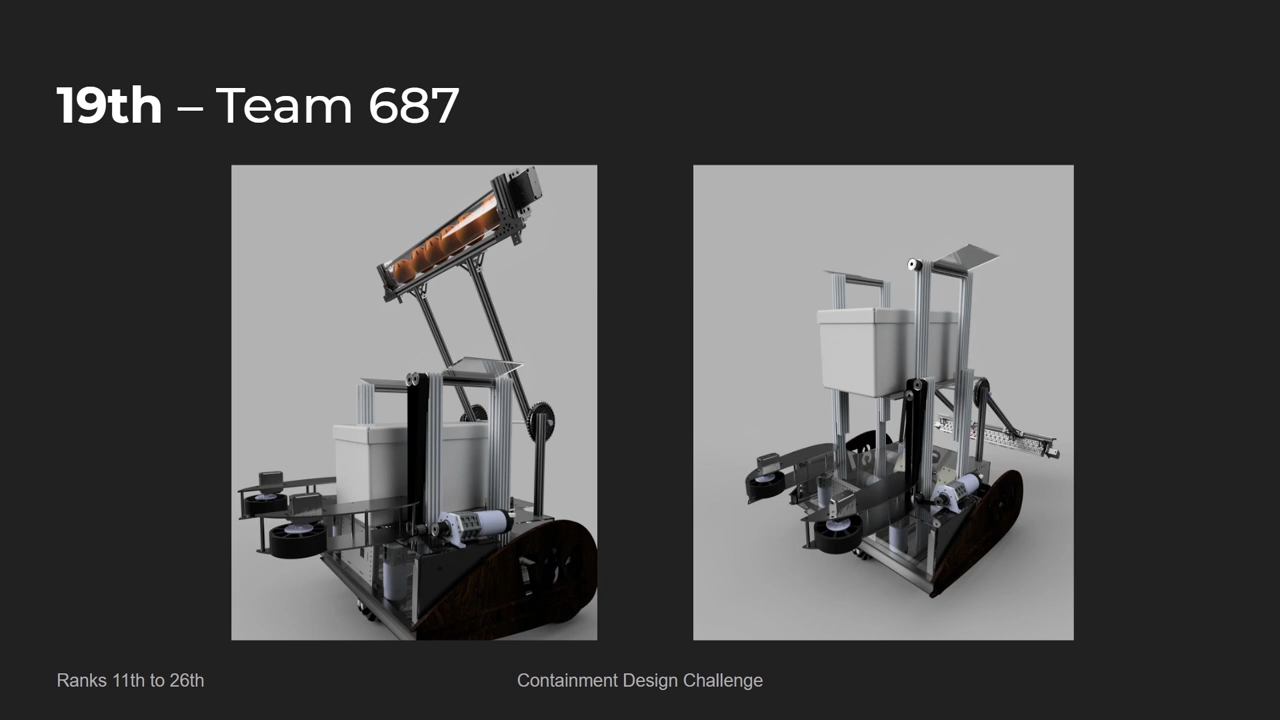 19th – Team 687
Ranks 11th to 26th
Containment Design Challenge